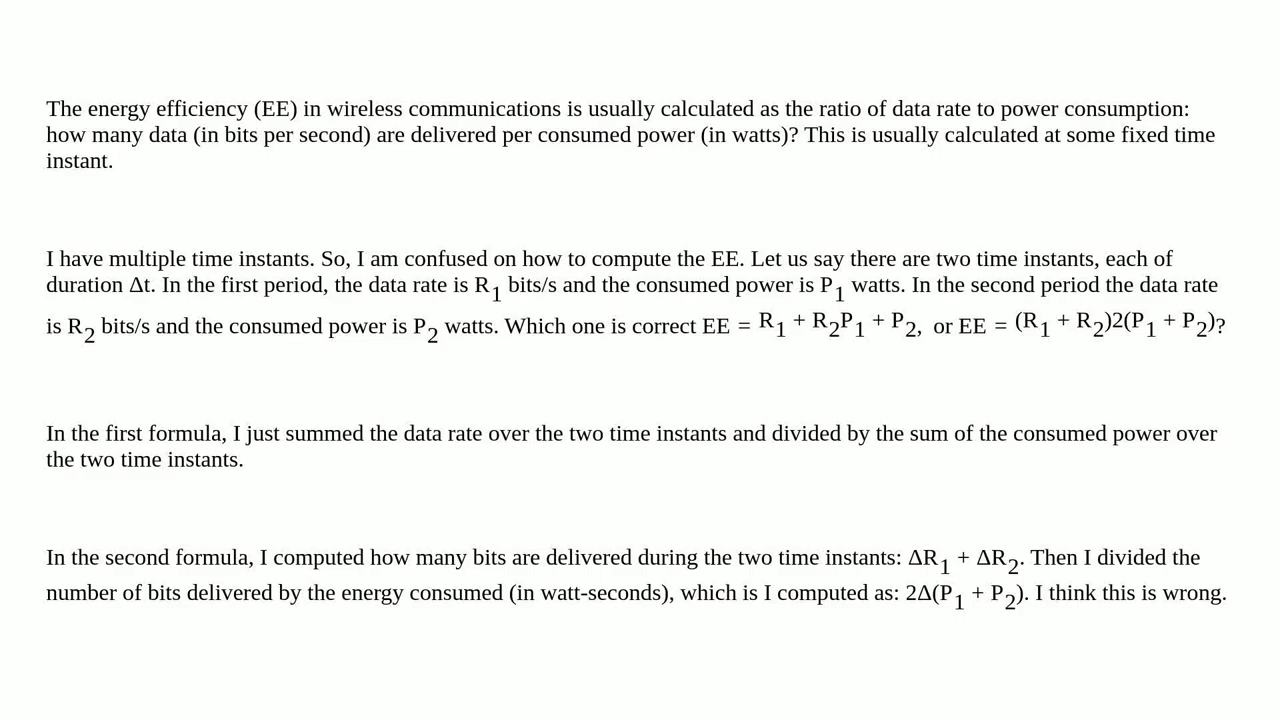 The energy efficiency (EE) in wireless communications is usually calculated as the ratio of data rate to power consumption:
how many data (in bits per second) are delivered per consumed power (in watts)? This is usually calculated at some fixed time
instant.
I have multiple time instants. So, I am confused on how to compute the EE. Let us say there are two time instants, each of
duration Δt. In the first period, the data rate is R₁ bits/s and the consumed power is P₁ watts. In the second period the data rate
is R₂ bits/s and the consumed power is P₂ watts. Which one is correct EE = R₁ + R₂P₁ + P₂, or EE = (R₁ + R₂)2(P₁ + P₂)?
In the first formula, I just summed the data rate over the two time instants and divided by the sum of the consumed power over
the two time instants.
In the second formula, I computed how many bits are delivered during the two time instants: ΔR₁ + ΔR₂. Then I divided the
number of bits delivered by the energy consumed (in watt-seconds), which is I computed as: 2Δ(P₁ + P₂). I think this is wrong.